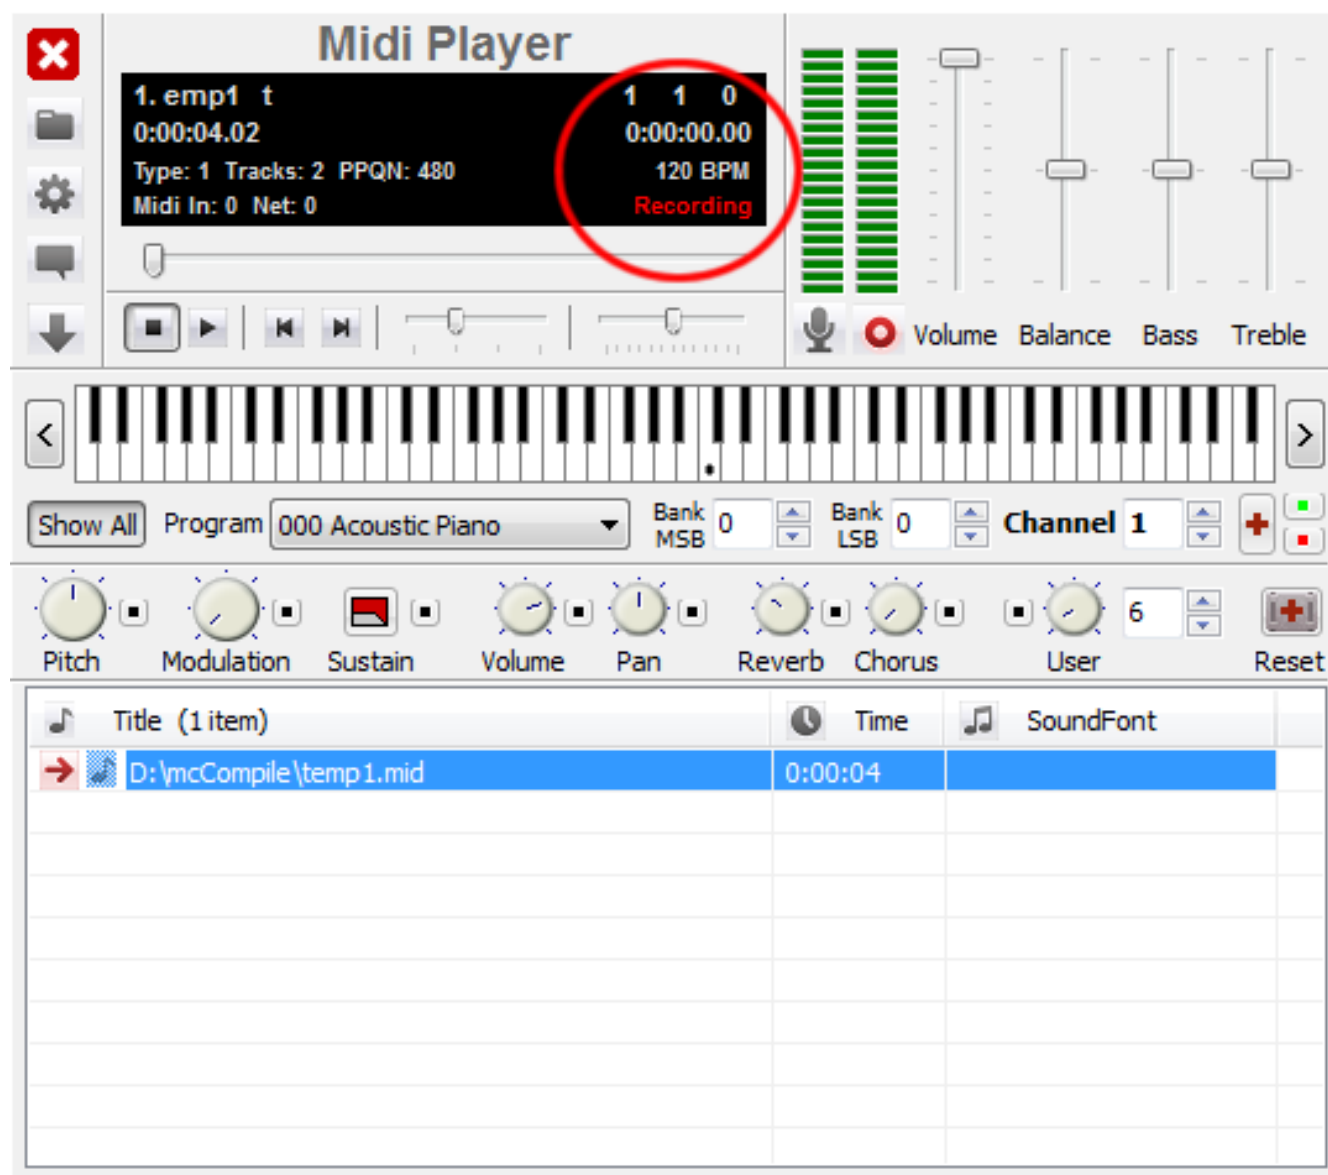 Midi Player
1. emp1 t 1 1 0
0:00:04.02 0:00:00.00
Type: 1 Tracks: 2 PPQN: 480 120 BPM
Midi In: 0 Net: 0 Recording
Volume Balance Bass Treble
< >
Show All Program 000 Acoustic Piano Bank MSB 0 Bank LSB 0 Channel 1
6
Pitch Modulation Sustain Volume Pan Reverb Chorus User Reset
Title (1 item) Time SoundFont
D:\mcCompile\temp1.mid 0:00:04